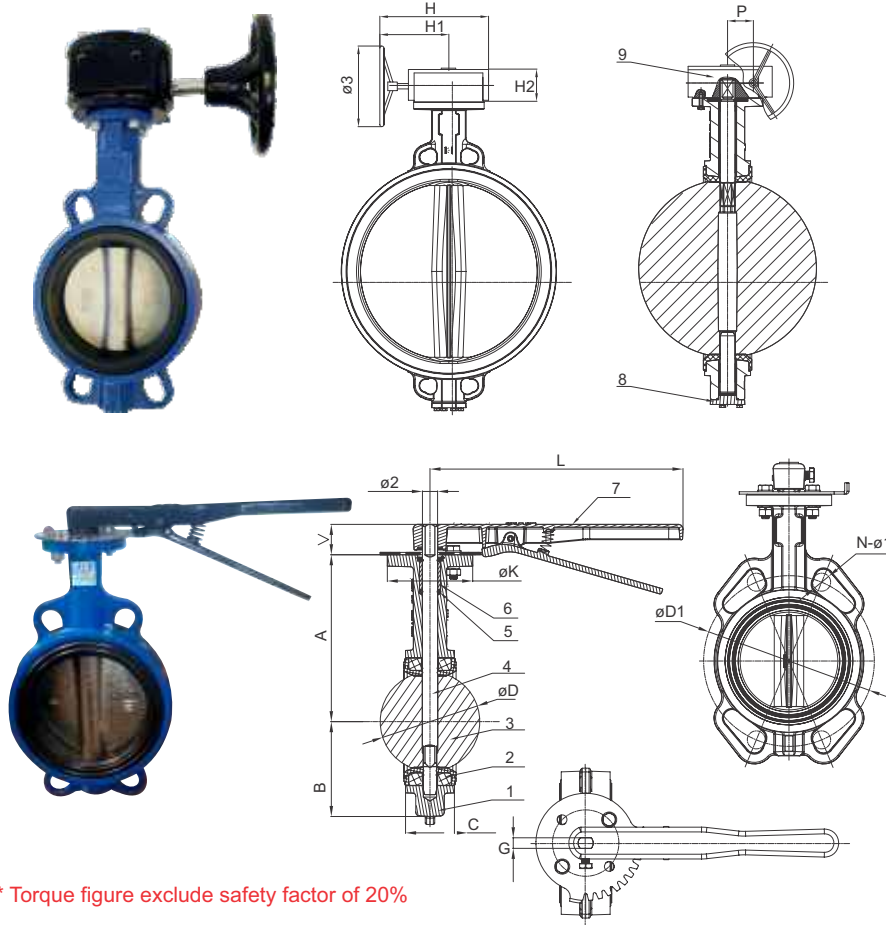 H
H1
H2
ø3
P
9
8
L
ø2
7
V
øK
A
6
5
4
øD
3
2
B
1
C
N-ø1
øD1
G
* Torque figure exclude safety factor of 20%